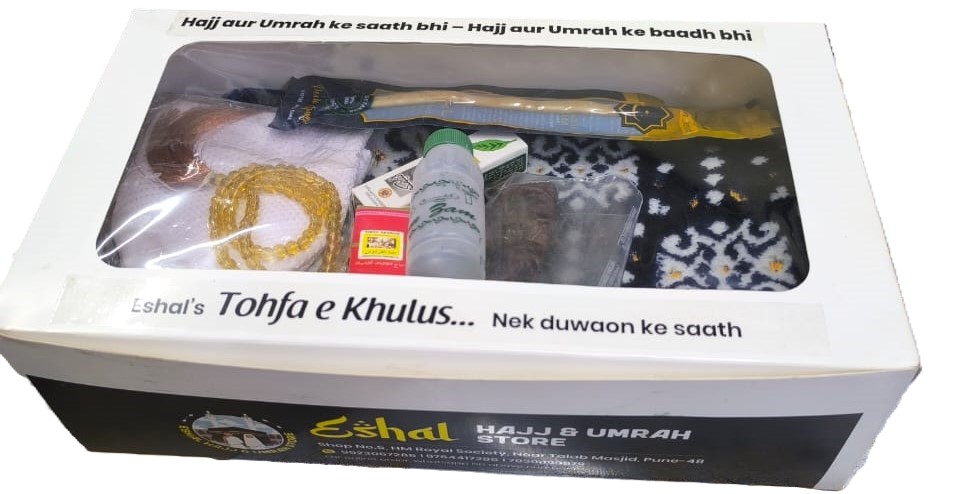 Hajj aur Umrah ke saath bhi – Hajj aur Umrah ke baadh bhi
Zam
Eshal's Tohfa e Khulus... Nek duwaon ke saath
Eshal HAJJ & UMRAH
STORE
Shop No.5, HM Royal Society, Near Talab Masjid, Pune-48